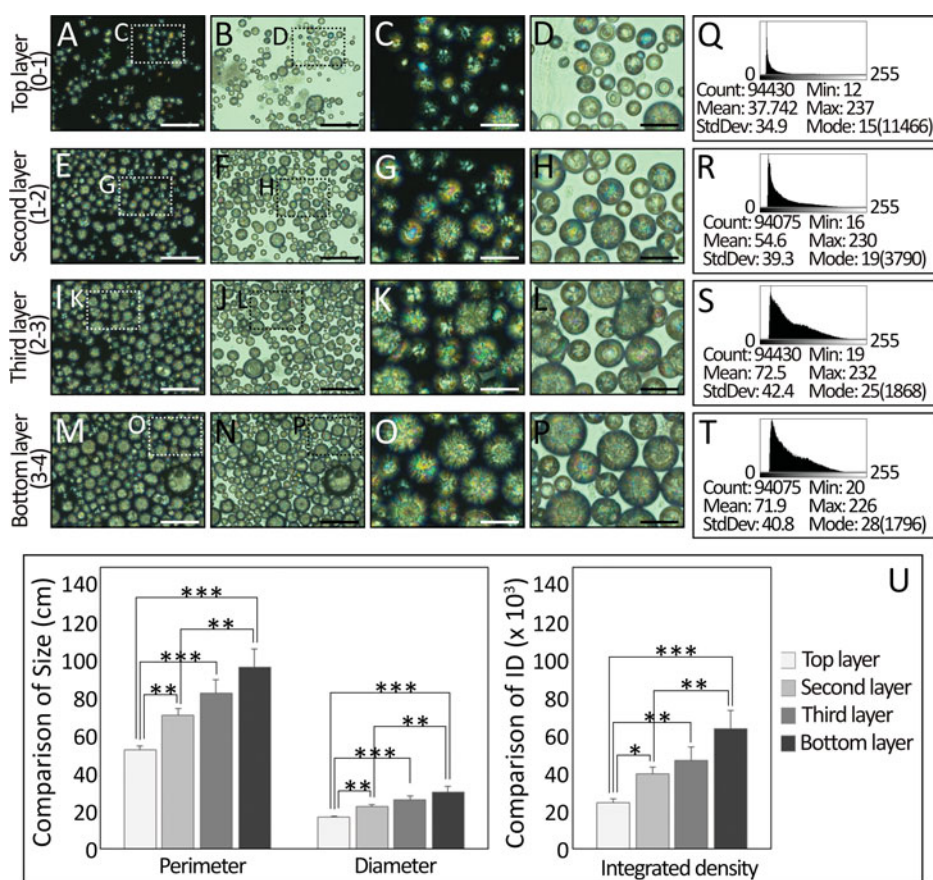 Top layer
(0-1)
A
C
B
D
C
D
Q
0
255
Count: 94430 Min: 12
Mean: 37.742 Max: 237
StdDev: 34.9 Mode: 15(11466)
Second layer
(1-2)
E
G
F
H
G
H
R
0
255
Count: 94075 Min: 16
Mean: 54.6 Max: 230
StdDev: 39.3 Mode: 19(3790)
Third layer
(2-3)
I
K
J
L
K
L
S
0
255
Count: 94430 Min: 19
Mean: 72.5 Max: 232
StdDev: 42.4 Mode: 25(1868)
Bottom layer
(3-4)
M
O
N
P
O
P
T
0
255
Count: 94075 Min: 20
Mean: 71.9 Max: 226
StdDev: 40.8 Mode: 28(1796)
U
Comparison of Size (cm)
140
120
100
80
60
40
20
0
***
**
***
**
***
**
***
**
Perimeter
Diameter
Comparison of ID (x 10³)
140
120
100
80
60
40
20
0
***
**
**
*
Integrated density
Top layer
Second layer
Third layer
Bottom layer